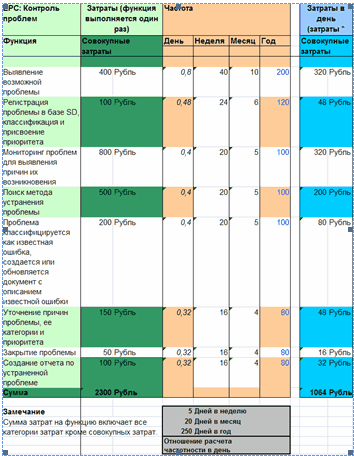 EPC: Контроль проблем Затраты (функция выполняется один раз) Частота Затраты в день (затраты *
Функция Совокупные затраты День Неделя Месяц Год Совокупные затраты
Выявление возможной проблемы 400 Рубль 0,8 40 10 200 320 Рубль
Регистрация проблемы в базе SD, классификация и присвоение приоритета 100 Рубль 0,48 24 6 120 48 Рубль
Мониторинг проблем для выявления причин их возникновения 800 Рубль 0,4 20 5 100 320 Рубль
Поиск метода устранения проблемы 500 Рубль 0,4 20 5 100 200 Рубль
Проблема классифицируется как известная ошибка, создается или обновляется документ с описанием известной ошибки 200 Рубль 0,4 20 5 100 80 Рубль
Уточнение причин проблемы, ее категории и приоритета 150 Рубль 0,32 16 4 80 48 Рубль
Закрытие проблемы 50 Рубль 0,32 16 4 80 16 Рубль
Создание отчета по устраненной проблеме 100 Рубль 0,32 16 4 80 32 Рубль
Сумма 2300 Рубль 1064 Рубль
Замечание
Сумма затрат на функцию включает все категории затрат кроме совокупных затрат.
5 Дней в неделю
20 Дней в месяц
250 Дней в год
Отношение расчета частотности в день